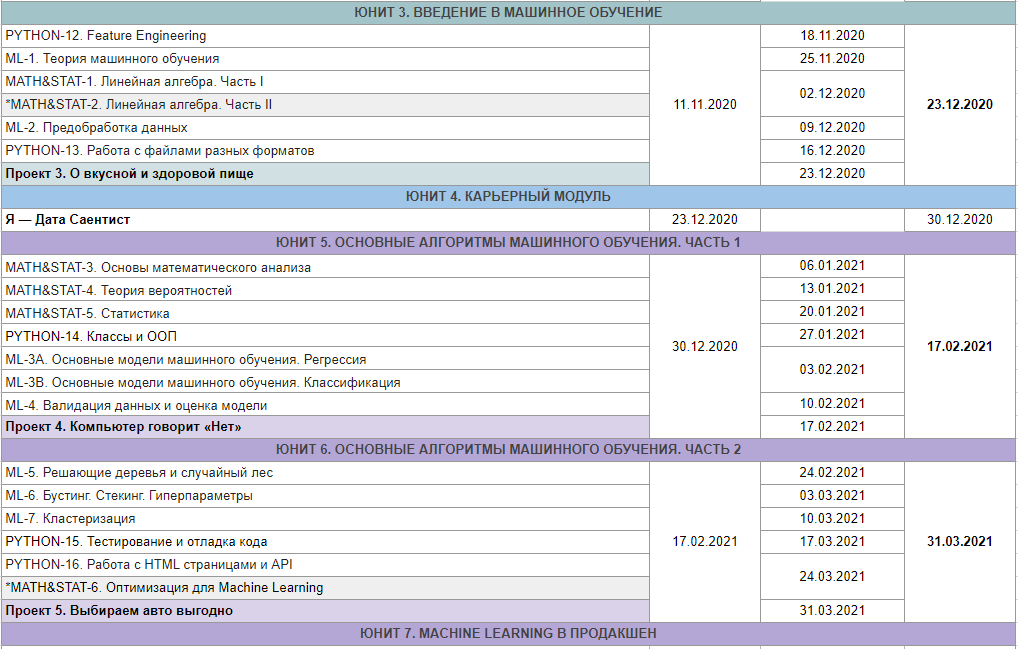 ЮНИТ 3. ВВЕДЕНИЕ В МАШИННОЕ ОБУЧЕНИЕ
PYTHON-12. Feature Engineering 18.11.2020
ML-1. Теория машинного обучения 25.11.2020
MATH&STAT-1. Линейная алгебра. Часть I
02.12.2020
*MATH&STAT-2. Линейная алгебра. Часть II 11.11.2020 23.12.2020
ML-2. Предобработка данных 09.12.2020
PYTHON-13. Работа с файлами разных форматов 16.12.2020
Проект 3. О вкусной и здоровой пище 23.12.2020
ЮНИТ 4. КАРЬЕРНЫЙ МОДУЛЬ
Я — Дата Саентист 23.12.2020 30.12.2020
ЮНИТ 5. ОСНОВНЫЕ АЛГОРИТМЫ МАШИННОГО ОБУЧЕНИЯ. ЧАСТЬ 1
MATH&STAT-3. Основы математического анализа 06.01.2021
MATH&STAT-4. Теория вероятностей 13.01.2021
MATH&STAT-5. Статистика 20.01.2021
PYTHON-14. Классы и ООП 27.01.2021
30.12.2020 17.02.2021
ML-3A. Основные модели машинного обучения. Регрессия
03.02.2021
ML-3B. Основные модели машинного обучения. Классификация
ML-4. Валидация данных и оценка модели 10.02.2021
Проект 4. Компьютер говорит «Нет» 17.02.2021
ЮНИТ 6. ОСНОВНЫЕ АЛГОРИТМЫ МАШИННОГО ОБУЧЕНИЯ. ЧАСТЬ 2
ML-5. Решающие деревья и случайный лес 24.02.2021
ML-6. Бустинг. Стекинг. Гиперпараметры 03.03.2021
ML-7. Кластеризация 10.03.2021
PYTHON-15. Тестирование и отладка кода 17.02.2021 17.03.2021 31.03.2021
PYTHON-16. Работа с HTML страницами и API
24.03.2021
*MATH&STAT-6. Оптимизация для Machine Learning
Проект 5. Выбираем авто выгодно 31.03.2021
ЮНИТ 7. MACHINE LEARNING В ПРОДАКШЕН